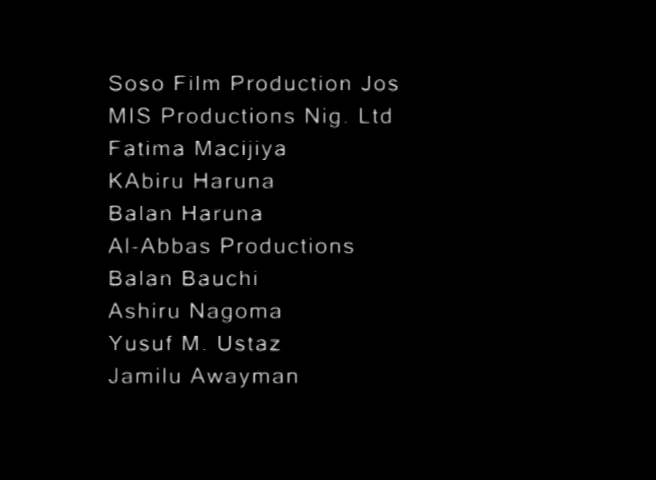 Soso Film Production Jos
MIS Productions Nig. Ltd
Fatima Macijiya
KAbiru Haruna
Balan Haruna
Al-Abbas Productions
Balan Bauchi
Ashiru Nagoma
Yusuf M. Ustaz
Jamilu Awayman